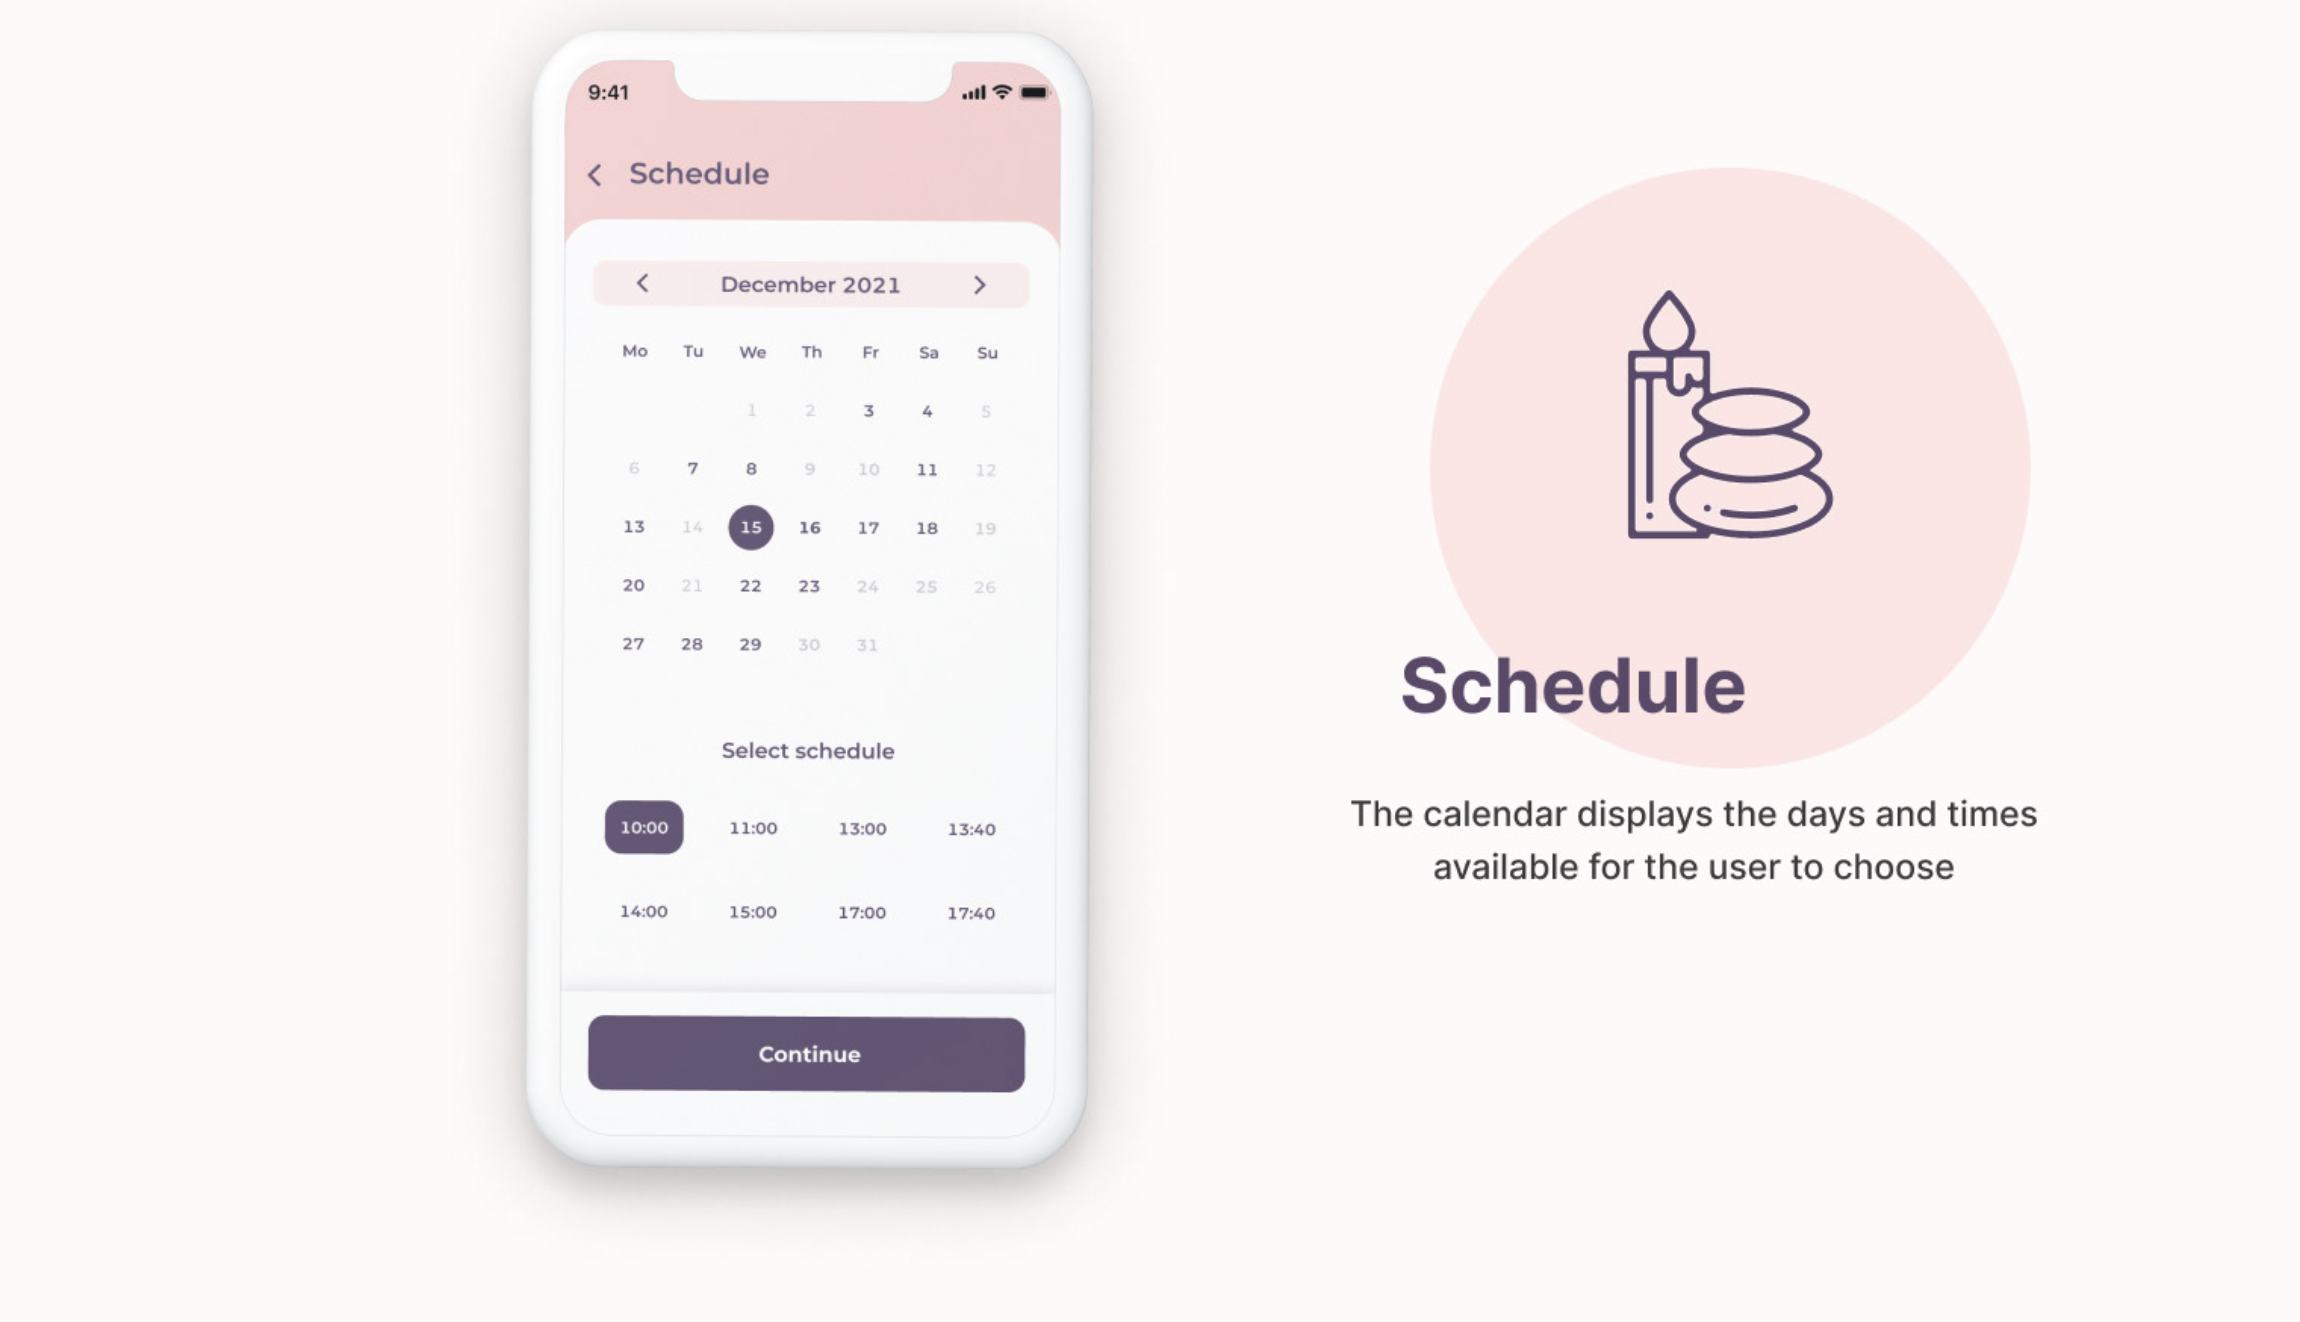 9:41
Schedule
December 2021
Mo Tu We Th Fr Sa Su
1 2 3 4 5
6 7 8 9 10 11 12
13 14 15 16 17 18 19
20 21 22 23 24 25 26
27 28 29 30 31
Select schedule
10:00 11:00 13:00 13:40
14:00 15:00 17:00 17:40
Continue
Schedule
The calendar displays the days and times
available for the user to choose